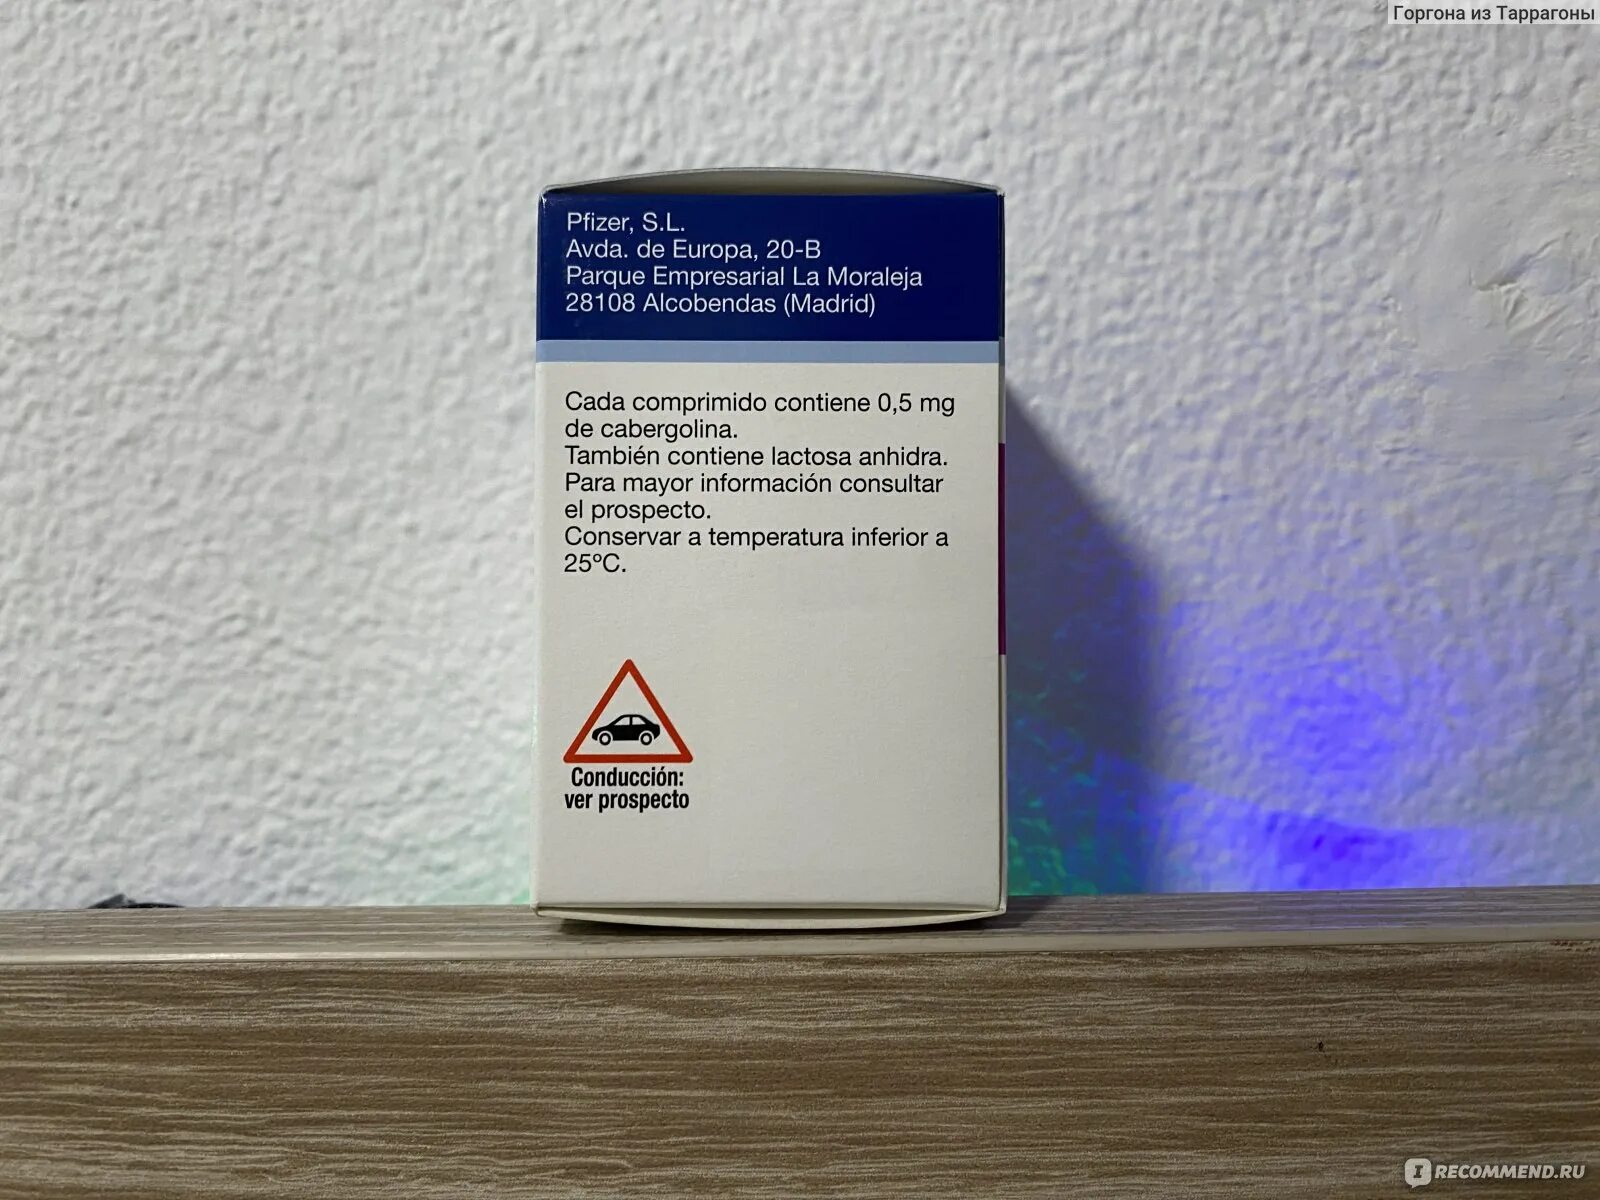 Горгона из Таррагоны
Pfizer, S.L.
Avda. de Europa, 20-B
Parque Empresarial La Moraleja
28108 Alcobendas (Madrid)
Cada comprimido contiene 0,5 mg
de cabergolina.
También contiene lactosa anhidra.
Para mayor información consultar
el prospecto.
Conservar a temperatura inferior a
25ºC.
Conducción:
ver prospecto
IRECOMMEND.RU